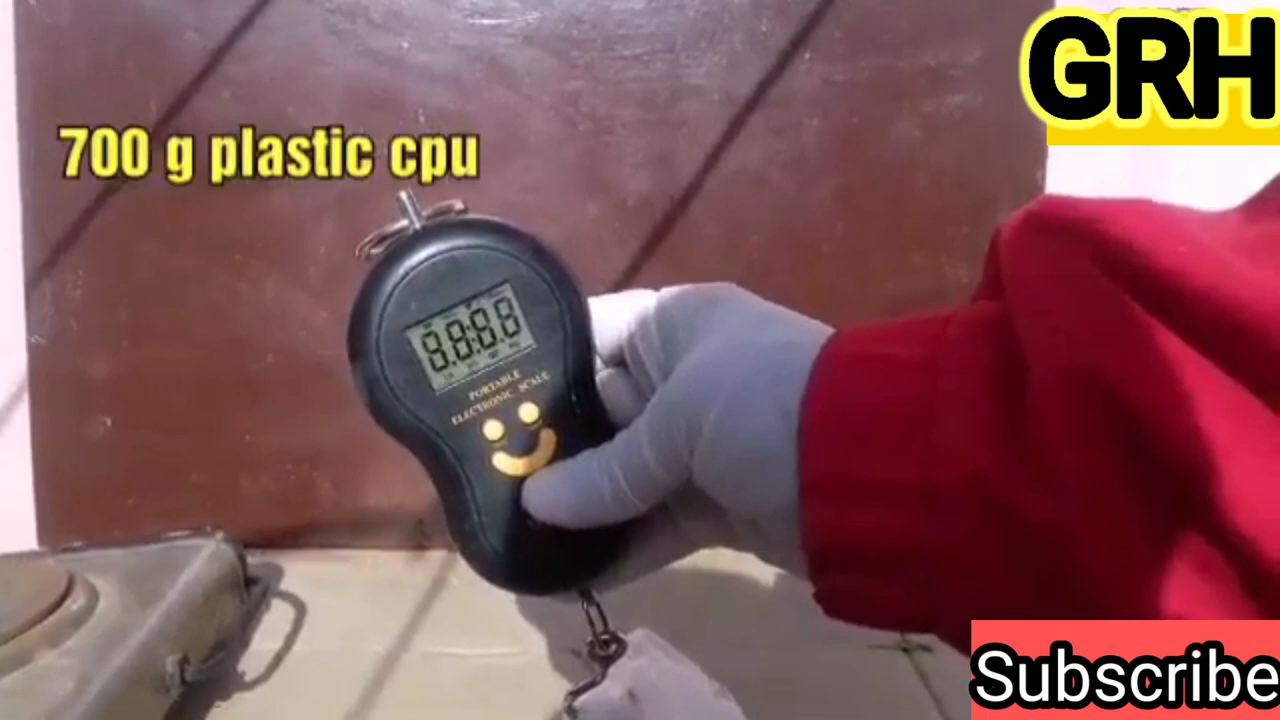 GRH
700 g plastic cpu
8.8:8.8
PORTABLE
ELECTRONIC SCALE
Subscribe